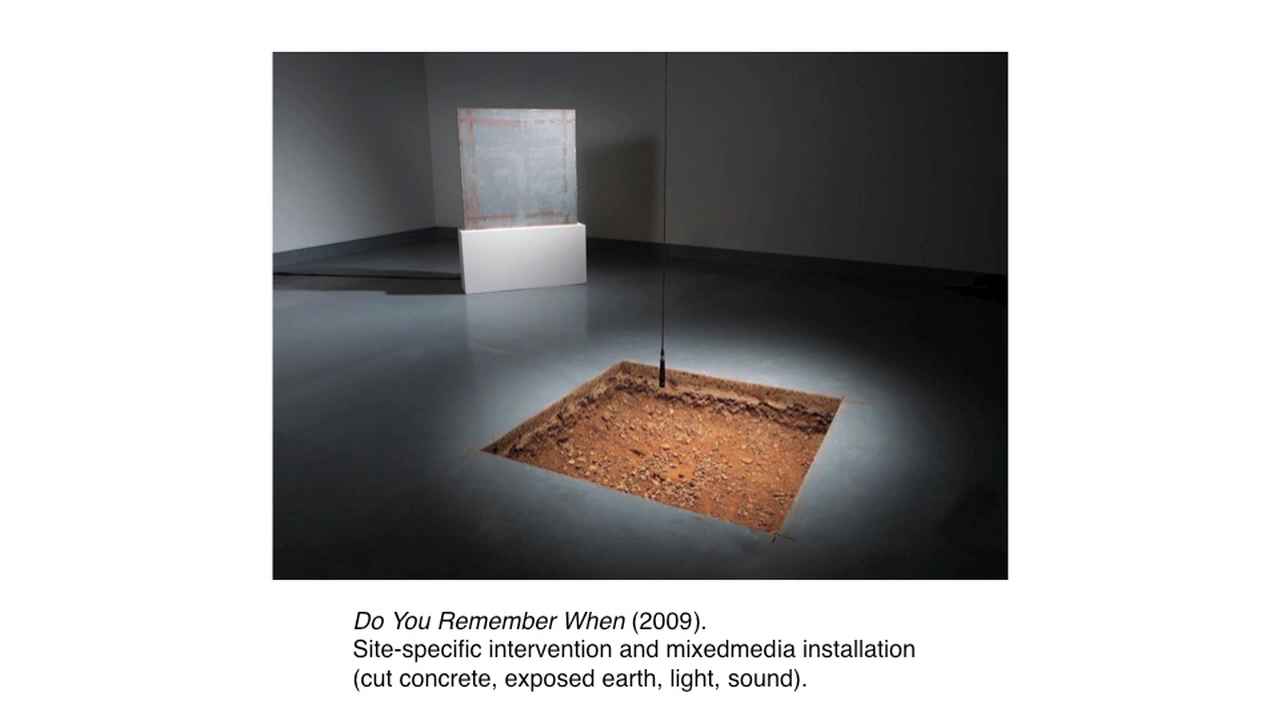 Do You Remember When (2009).
Site-specific intervention and mixedmedia installation
(cut concrete, exposed earth, light, sound).